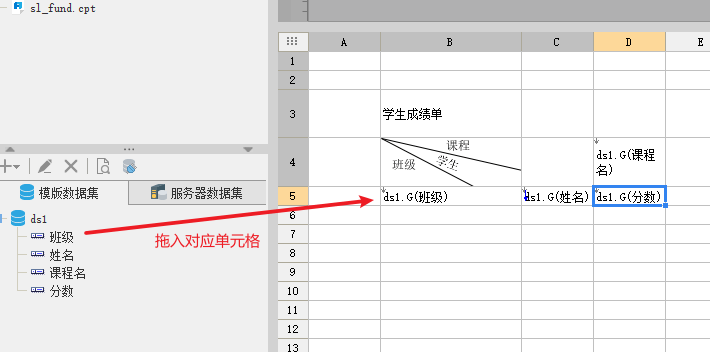 sl_fund.cpt
模版数据集
服务器数据集
ds1
班级
姓名
课程名
分数
拖入对应单元格
A B C D E
1
2
3 学生成绩单
4 课程
学生
班级
ds1.G(课程
名)
5 ds1.G(班级) ds1.G(姓名) ds1.G(分数)
6
7
8
9
10
11
12
13